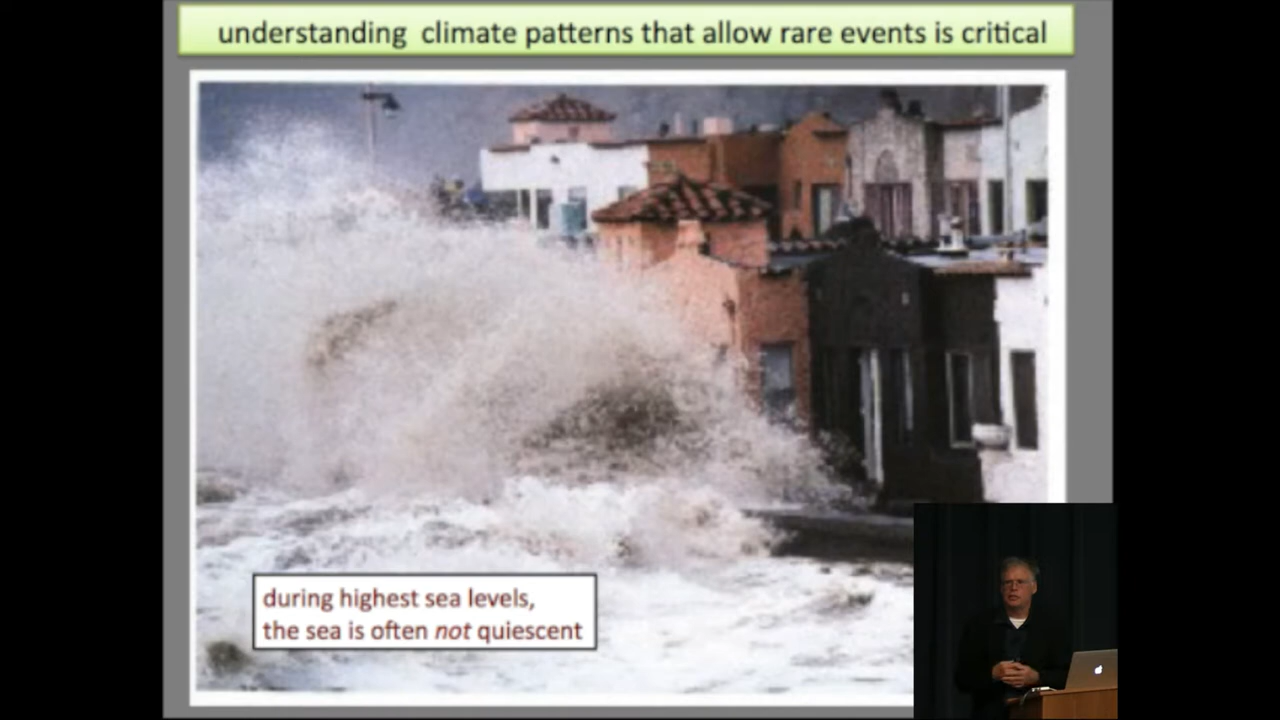 understanding climate patterns that allow rare events is critical
during highest sea levels,
the sea is often not quiescent